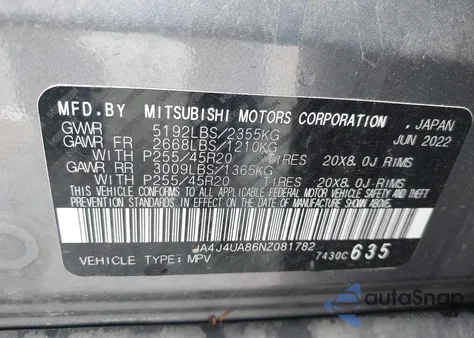 MFD.BY MITSUBISHI MOTORS CORPORATION, JAPAN
GVWR 5192LBS/2355KG JUN 2022
GAWR FR 2668LBS/1210KG
WITH P255/45R20 TIRES 20X8.0J RIMS
GAWR RR 3009LBS/1365KG
WITH P255/45R20 TIRES 20X8.0J RIMS
THIS VEHICLE CONFORMS TO ALL APPLICABLE FEDERAL MOTOR VEHICLE SAFETY
STANDARDS IN EFFECT ON THE DATE OF MANUFACTURE SHOWN ABOVE.
JA4J4UA86NZ081782
VEHICLE TYPE: MPV 7430C 635
autoSnap